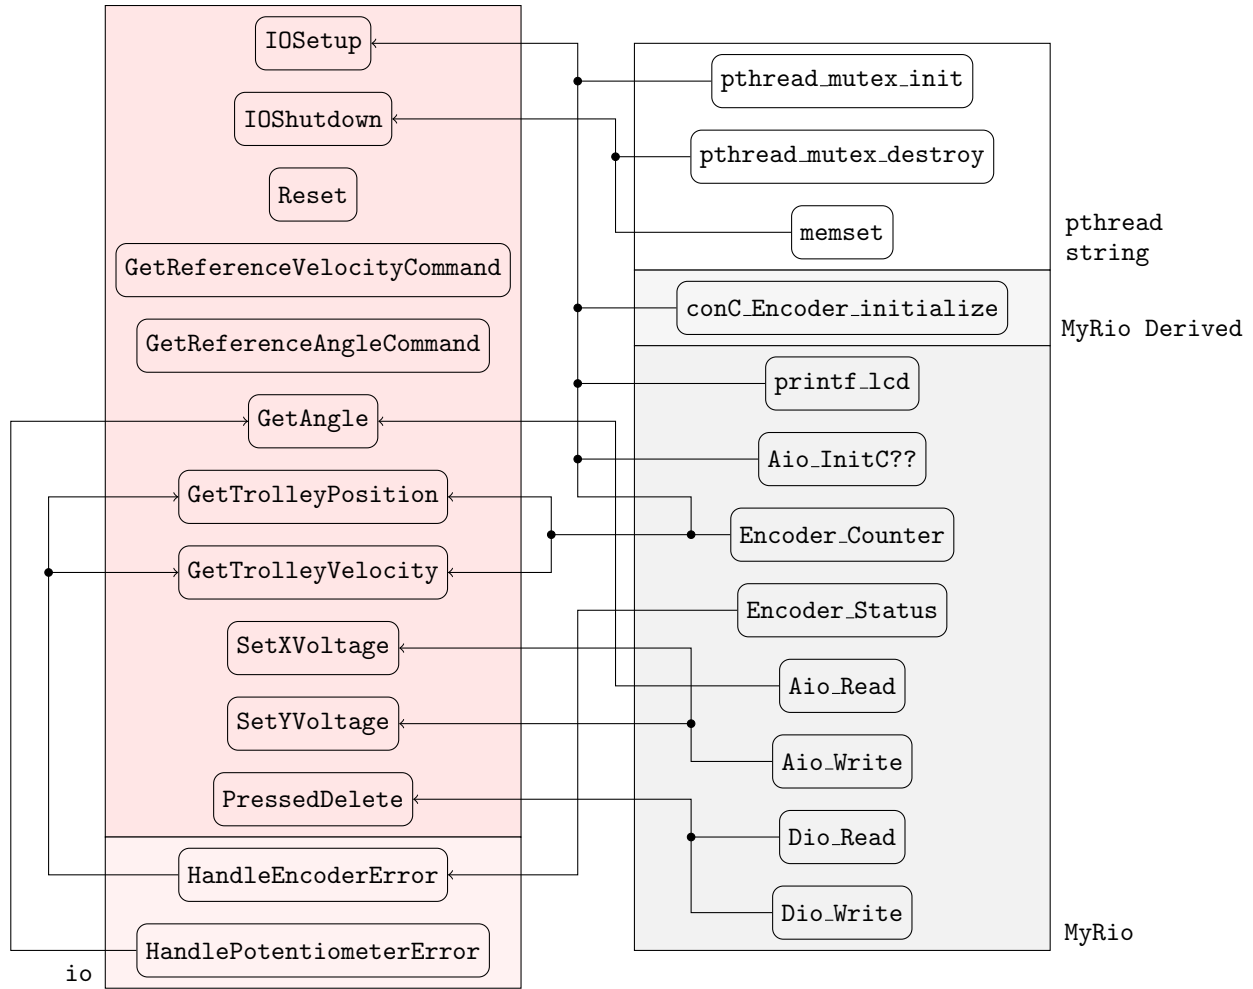 IOSetup
IOShutdown
Reset
GetReferenceVelocityCommand
GetReferenceAngleCommand
GetAngle
GetTrolleyPosition
GetTrolleyVelocity
SetXVoltage
SetYVoltage
PressedDelete
HandleEncoderError
HandlePotentiometerError
io
pthread_mutex_init
pthread_mutex_destroy
memset
pthread
string
conC_Encoder_initialize
MyRio Derived
printf_lcd
Aio_InitC??
Encoder_Counter
Encoder_Status
Aio_Read
Aio_Write
Dio_Read
Dio_Write
MyRio